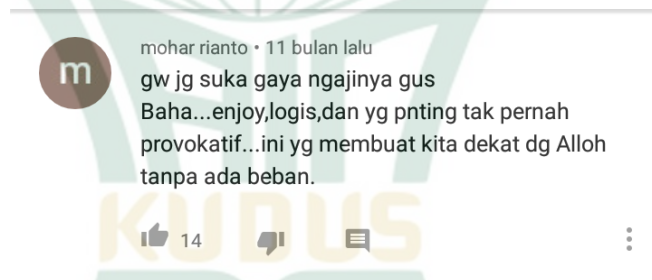 mohar rianto • 11 bulan lalu
m
gw jg suka gaya ngajinya gus
Baha...enjoy,logis,dan yg pnting tak pernah
provokatif...ini yg membuat kita dekat dg Alloh
tanpa ada beban.
KUDUS
14